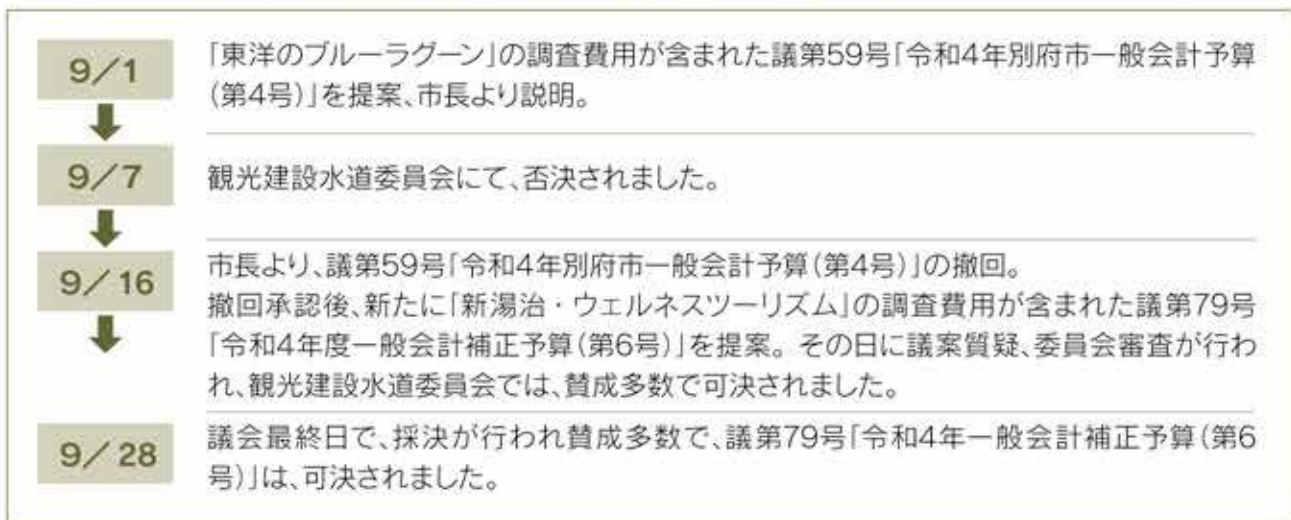 9/1
「東洋のブルーラグーン」の調査費用が含まれた議第59号「令和4年別府市一般会計予算
(第4号)」を提案、市長より説明。
9/7
観光建設水道委員会にて、否決されました。
9/16
市長より、議第59号「令和4年別府市一般会計予算(第4号)」の撤回。
撤回承認後、新たに「新湯治・ウェルネスツーリズム」の調査費用が含まれた議第79号
「令和4年度一般会計補正予算(第6号)」を提案。その日に議案質疑、委員会審査が行わ
れ、観光建設水道委員会では、賛成多数で可決されました。
9/28
議会最終日で、採決が行われ賛成多数で、議第79号「令和4年一般会計補正予算(第6
号)」は、可決されました。